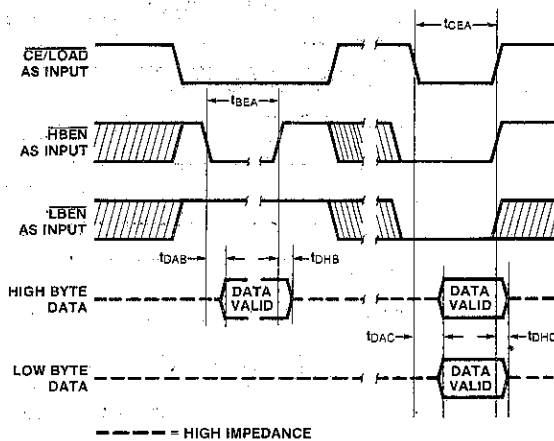 CE/LOAD
AS INPUT
tCEA
HBEN
AS INPUT
tBEA
LBEN
AS INPUT
tDAB
tDHB
HIGH BYTE
DATA
DATA
VALID
DATA
VALID
tDAC
tDHC
LOW BYTE
DATA
DATA
VALID
= HIGH IMPEDANCE